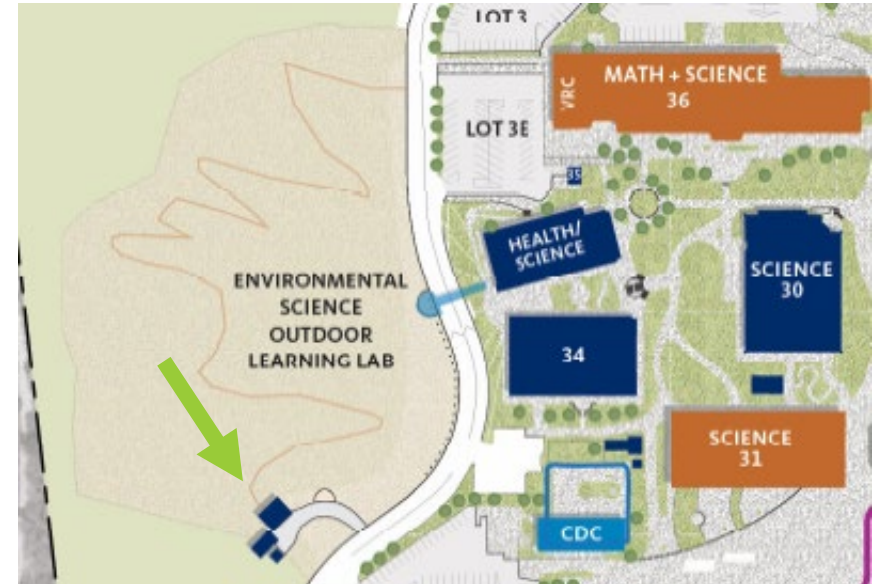 LOT 3
MATH + SCIENCE
36
VRC
LOT 3E
35
HEALTH/
SCIENCE
SCIENCE
30
ENVIRONMENTAL
SCIENCE
OUTDOOR
LEARNING LAB
34
SCIENCE
31
CDC